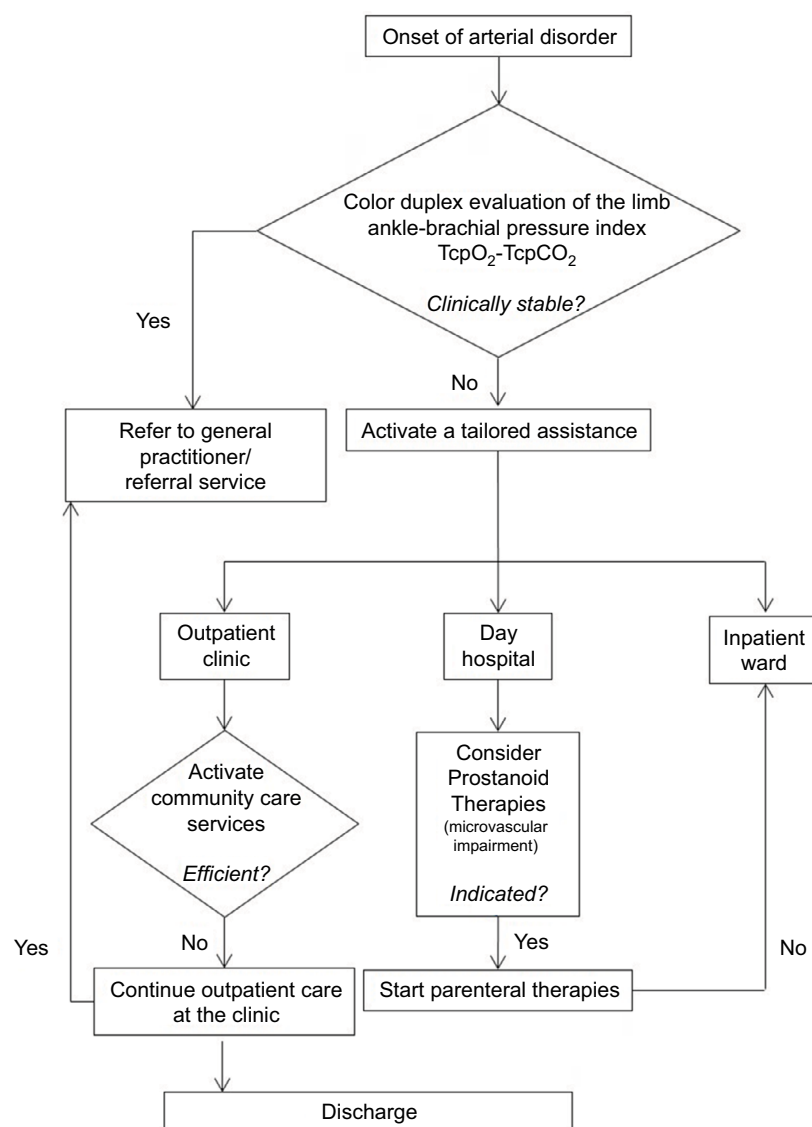 Onset of arterial disorder
Color duplex evaluation of the limb
ankle-brachial pressure index
TcpO₂-TcpCO₂
Clinically stable?
Yes
No
Refer to general
practitioner/
referral service
Activate a tailored assistance
Outpatient
clinic
Day
hospital
Inpatient
ward
Activate
community care
services
Efficient?
Consider
Prostanoid
Therapies
(microvascular
impairment)
Indicated?
Yes
No
Yes
No
Continue outpatient care
at the clinic
Start parenteral therapies
Discharge